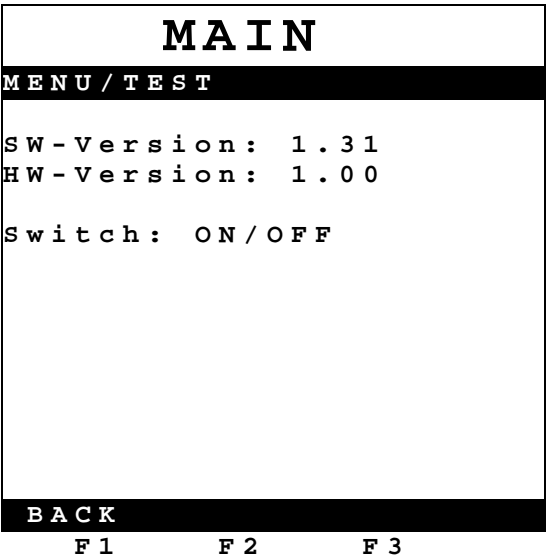 MAIN
MENU/TEST
SW-Version: 1.31
HW-Version: 1.00
Switch: ON/OFF
BACK
F1 F2 F3